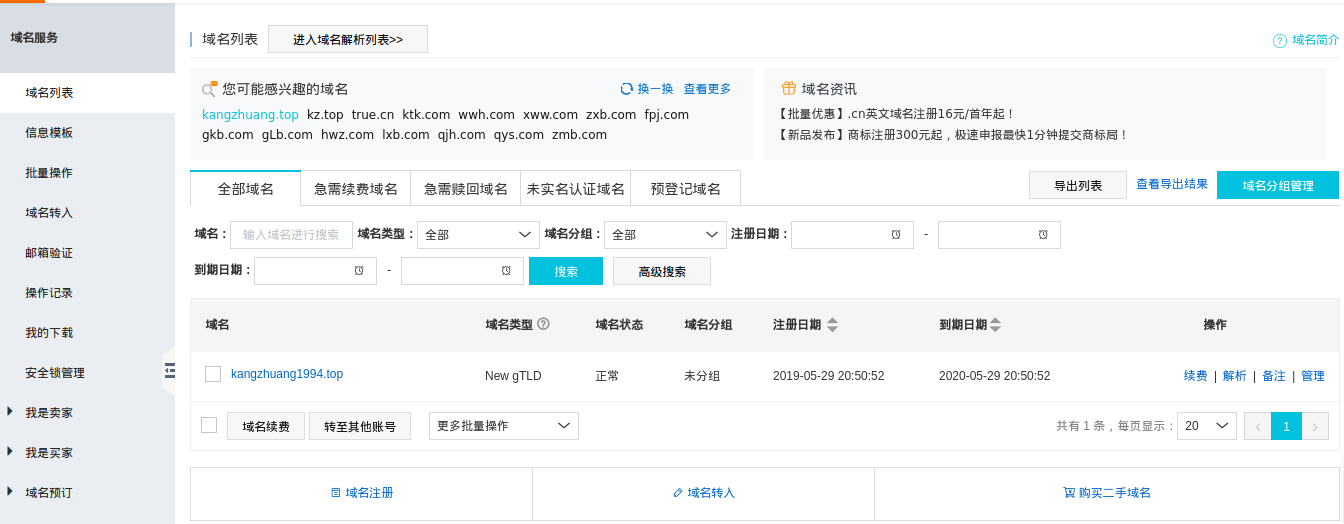 域名服务
域名列表
信息模板
批量操作
域名转入
邮箱验证
操作记录
我的下载
安全锁管理
我是卖家
我是买家
域名预订
域名列表 进入域名解析列表>> 域名简介
您可能感兴趣的域名 换一换 查看更多
kangzhuang.top kz.top true.cn ktk.com wwh.com xww.com zxb.com fpj.com
gkb.com gLb.com hwz.com lxb.com qjh.com qys.com zmb.com
域名资讯
【批量优惠】.cn英文域名注册16元/首年起！
【新品发布】商标注册300元起，极速申报最快1分钟提交商标局！
全部域名 急需续费域名 急需赎回域名 未实名认证域名 预登记域名 导出列表 查看导出结果 域名分组管理
域名： 输入域名进行搜索 域名类型： 全部 域名分组： 全部 注册日期： -
到期日期： - 搜索 高级搜索
域名 域名类型 域名状态 域名分组 注册日期 到期日期 操作
kangzhuang1994.top New gTLD 正常 未分组 2019-05-29 20:50:52 2020-05-29 20:50:52 续费 | 解析 | 备注 | 管理
域名续费 转至其他账号 更多批量操作 共有 1 条，每页显示： 20 ‹ 1 ›
域名注册 域名转入 购买二手域名